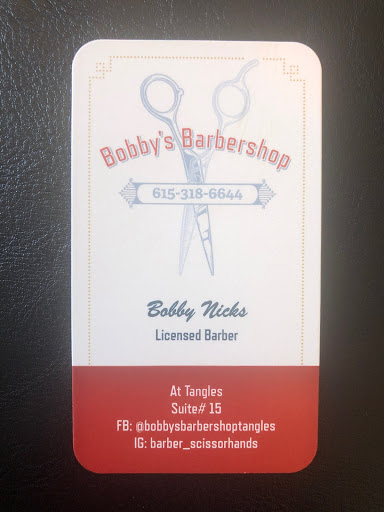 Bobby's Barbershop
615-318-6644
Bobby Nicks
Licensed Barber
At Tangles
Suite# 15
FB: @bobbysbarbershoptangles
IG: barber_scissorhands